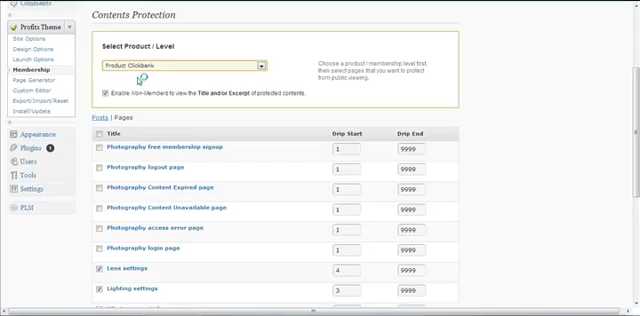 Comments
Contents Protection
Profits Theme
Site Options
Design Options
Launch Options
Membership
Page Generator
Custom Editor
Export/Import/Reset
Install/Update
Appearance
Plugins 1
Users
Tools
Settings
PLM
Select Product / Level
Product Clickbank
Choose a product / membership level first
then select pages that you want to protect
from public viewing.
Enable Non-Members to view the Title and/or Excerpt of protected contents.
Posts | Pages
Title Drip Start Drip End
Photography free membership sigoup 1 9999
Photography logout page 1 9999
Photography Content Expired page 1 9999
Photography Content Unavailable page 1 9999
Photography access error page 1 9999
Photography login page 1 9999
Lens settings 4 9999
Lighting settings 3 9999